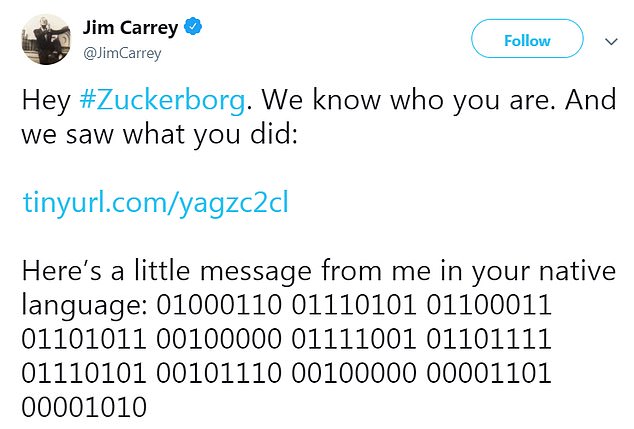 Jim Carrey
@JimCarrey
Follow
Hey #Zuckerborg. We know who you are. And
we saw what you did:
tinyurl.com/yagzc2cl
Here’s a little message from me in your native
language: 01000110 01110101 01100011
01101011 00100000 01111001 01101111
01110101 00101110 00100000 00001101
00001010